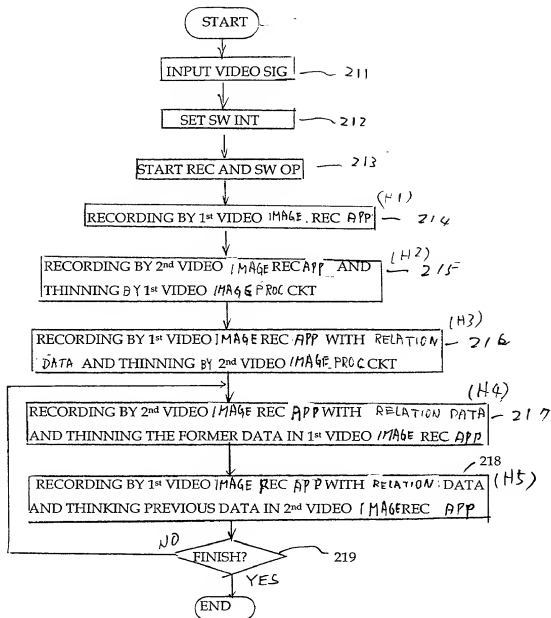 START
INPUT VIDEO SIG
211
SET SW INT
212
START REC AND SW OP
213
(H1)
RECORDING BY 1st VIDEO IMAGE. REC APP
214
(H2)
RECORDING BY 2nd VIDEO IMAGE REC APP AND
THINNING BY 1st VIDEO IMAGE PROC CKT
215
(H3)
RECORDING BY 1st VIDEO IMAGE REC APP WITH RELATION
DATA AND THINNING BY 2nd VIDEO IMAGE PROC CKT
216
(H4)
RECORDING BY 2nd VIDEO IMAGE REC APP WITH RELATION DATA
AND THINNING THE FORMER DATA IN 1st VIDEO IMAGE REC APP
217
218
(H5)
RECORDING BY 1st VIDEO IMAGE REC APP WITH RELATION DATA
AND THINKING PREVIOUS DATA IN 2nd VIDEO IMAGE REC APP
NO
FINISH?
219
YES
END